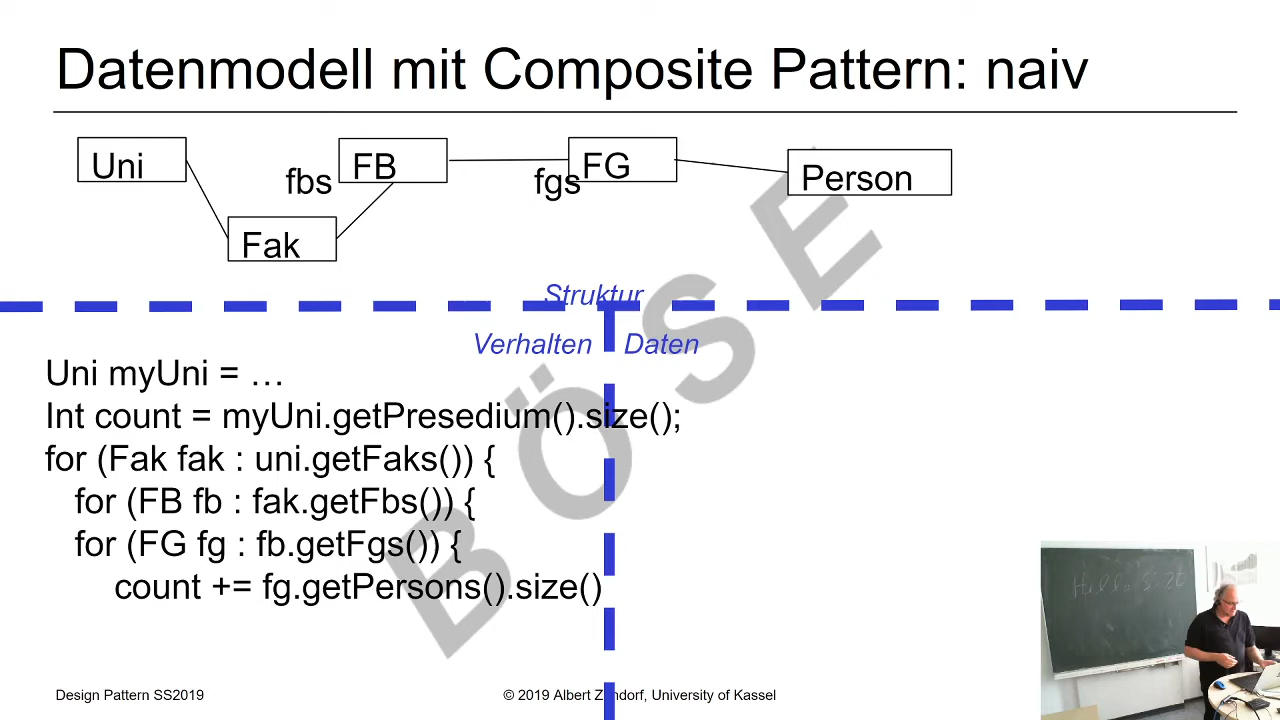 Datenmodell mit Composite Pattern: naiv
Uni
fbs
FB
fgs
FG
Person
Fak
Struktur
Verhalten
Daten
BÖSE
Uni myUni = …
Int count = myUni.getPresedium().size();
for (Fak fak : uni.getFaks()) {
for (FB fb : fak.getFbs()) {
for (FG fg : fb.getFgs()) {
count += fg.getPersons().size()
Design Pattern SS2019
© 2019 Albert Zündorf, University of Kassel